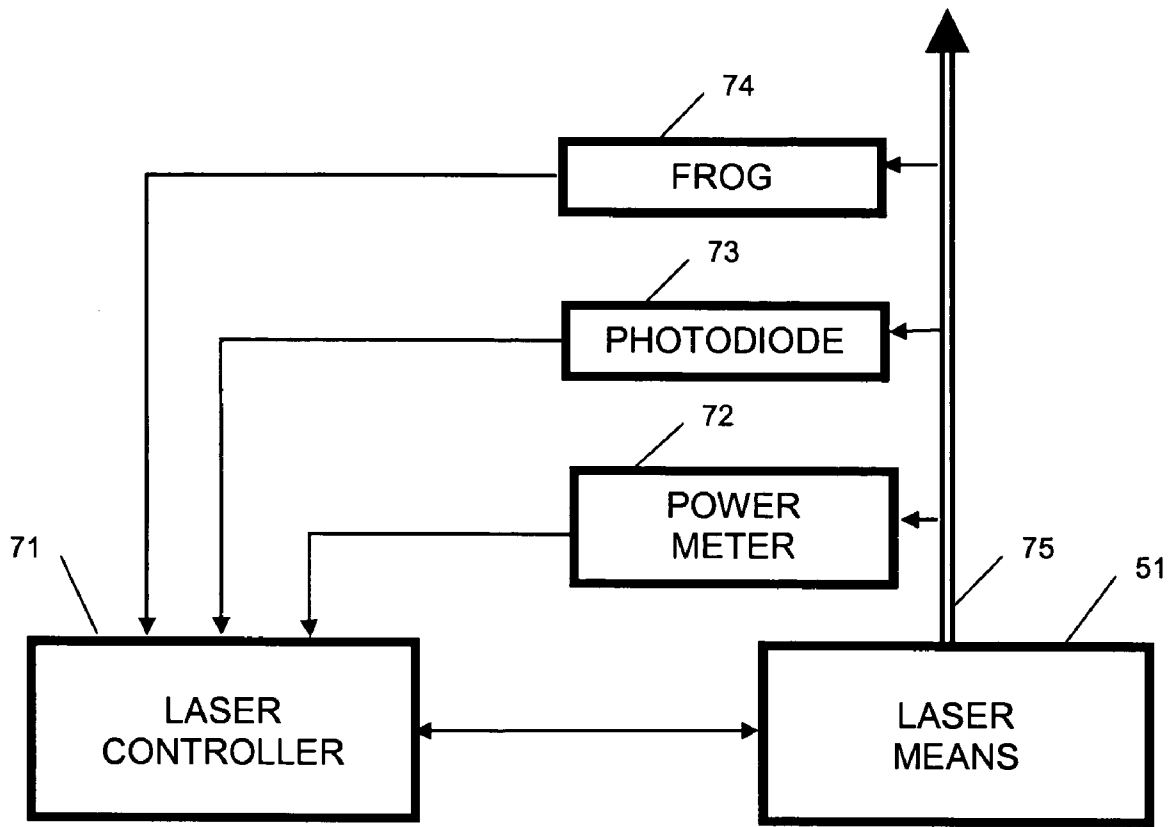 74
FROG
73
PHOTODIODE
72
POWER
METER
71
75
51
LASER
CONTROLLER
LASER
MEANS